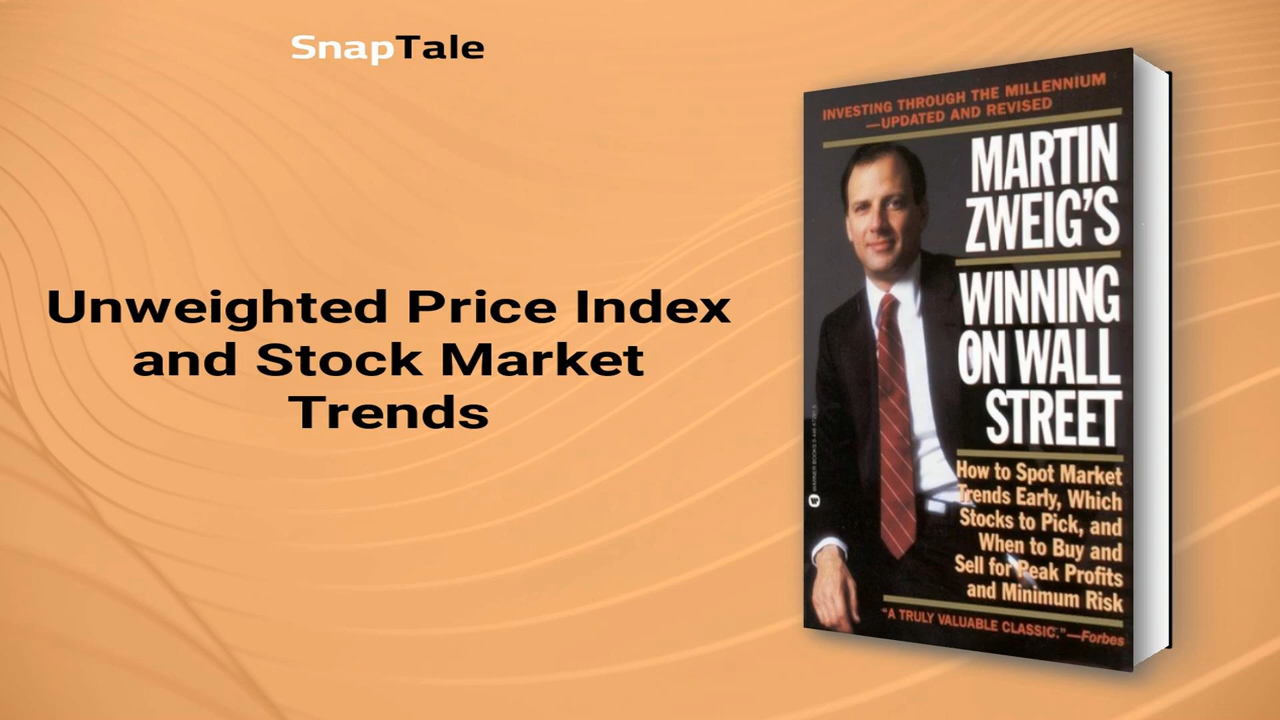 SnapTale
Unweighted Price Index
and Stock Market
Trends
INVESTING THROUGH THE MILLENNIUM
—UPDATED AND REVISED
MARTIN
ZWEIG'S
WINNING
ON WALL
STREET
How to Spot Market
Trends Early, Which
Stocks to Pick, and
When to Buy and
Sell for Peak Profits
and Minimum Risk
"A TRULY VALUABLE CLASSIC."—Forbes